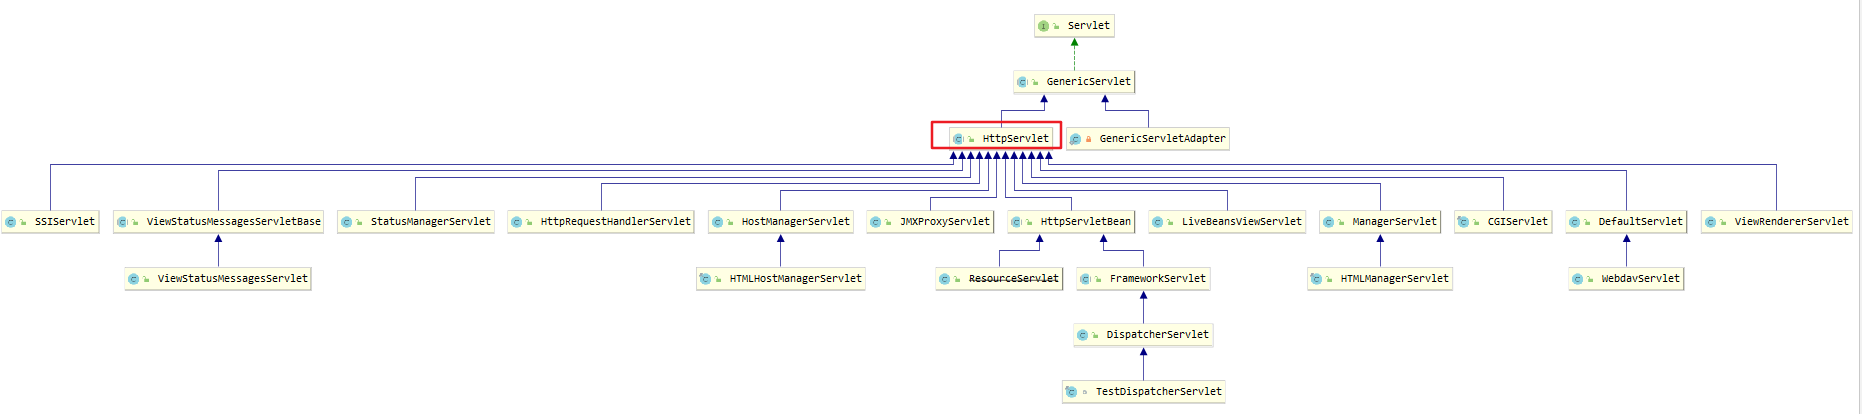 Servlet
GenericServlet
HttpServlet
GenericServletAdapter
SSIServlet
ViewStatusMessagesServletBase
StatusManagerServlet
HttpRequestHandlerServlet
HostManagerServlet
JMXProxyServlet
HttpServletBean
LiveBeansViewServlet
ManagerServlet
CGIServlet
DefaultServlet
ViewRendererServlet
ViewStatusMessagesServlet
HTMLHostManagerServlet
ResourceServlet
FrameworkServlet
HTMLManagerServlet
WebdavServlet
DispatcherServlet
TestDispatcherServlet